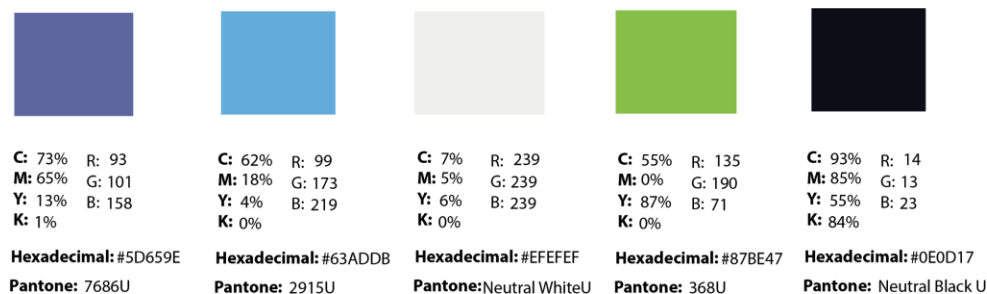 C: 73% R: 93
M: 65% G: 101
Y: 13% B: 158
K: 1%
Hexadecimal: #5D659E
Pantone: 7686U
C: 62% R: 99
M: 18% G: 173
Y: 4% B: 219
K: 0%
Hexadecimal: #63ADDB
Pantone: 2915U
C: 7% R: 239
M: 5% G: 239
Y: 6% B: 239
K: 0%
Hexadecimal: #EFEFEF
Pantone:Neutral WhiteU
C: 55% R: 135
M: 0% G: 190
Y: 87% B: 71
K: 0%
Hexadecimal: #87BE47
Pantone: 368U
C: 93% R: 14
M: 85% G: 13
Y: 55% B: 23
K: 84%
Hexadecimal: #0E0D17
Pantone: Neutral Black U